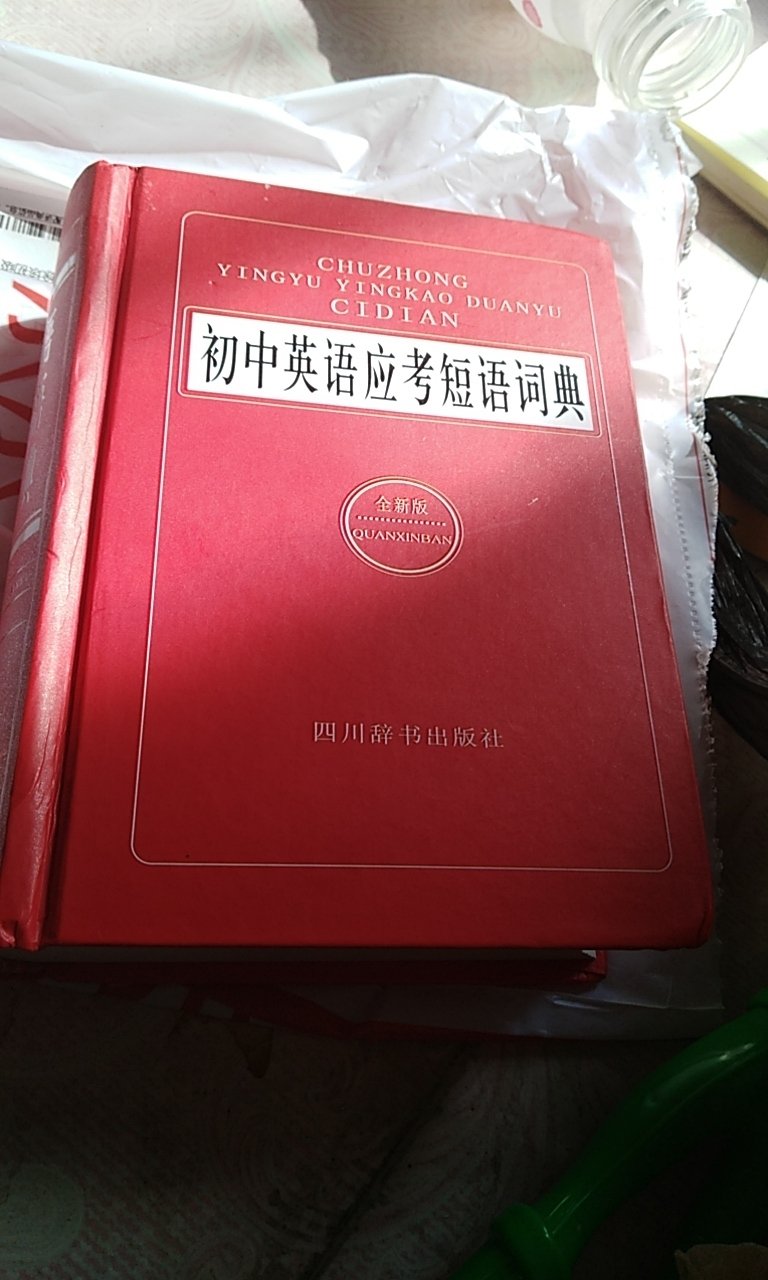 CHUZHONG
YINGYU YINGKAO DUANYU
CIDIAN
初中英语应考短语词典
全新版
QUANXINBAN
四川辞书出版社